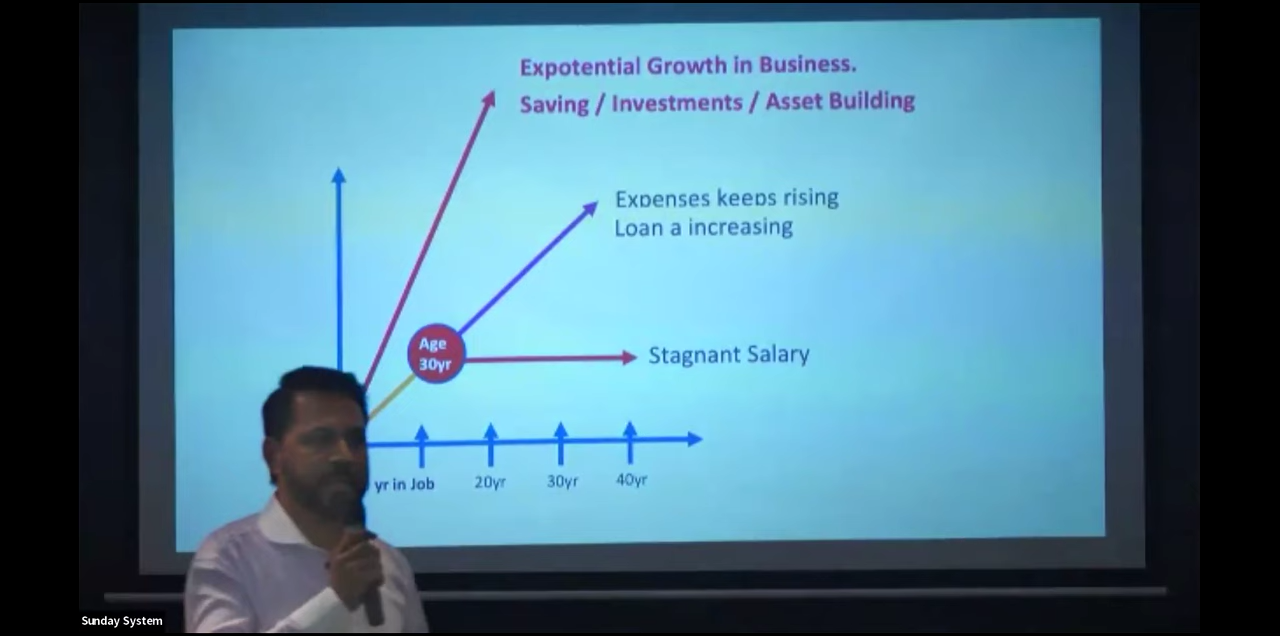 Expotential Growth in Business.
Saving / Investments / Asset Building
Expenses keeps rising
Loan a increasing
Age
30yr
Stagnant Salary
yr in Job
20yr
30yr
40yr
Sunday System